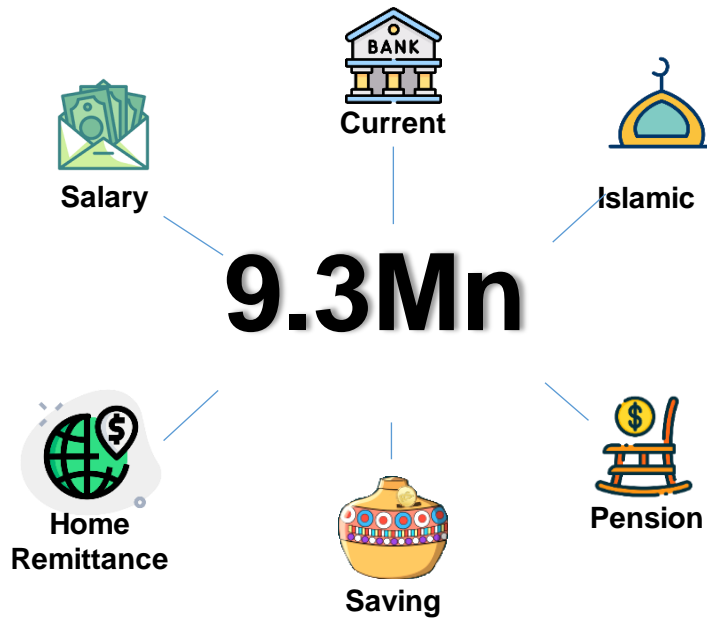 BANK
Current
Salary
Islamic
9.3Mn
$
$
Home
Remittance
Pension
Saving